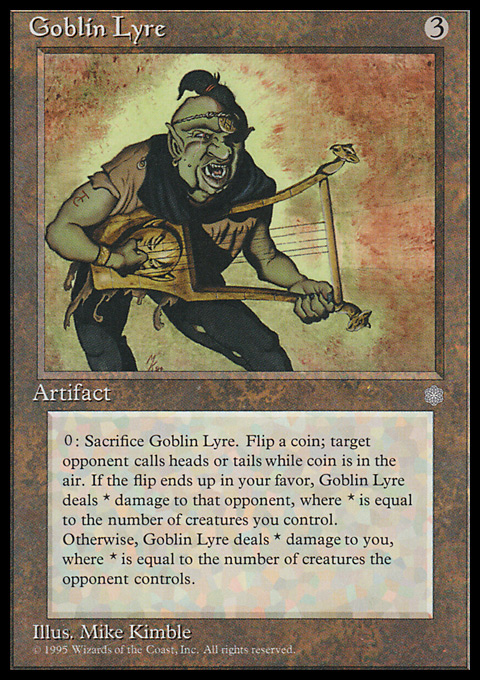 Goblin Lyre 3
Artifact
0: Sacrifice Goblin Lyre. Flip a coin; target
opponent calls heads or tails while coin is in the
air. If the flip ends up in your favor, Goblin Lyre
deals * damage to that opponent, where * is equal
to the number of creatures you control.
Otherwise, Goblin Lyre deals * damage to you,
where * is equal to the number of creatures the
opponent controls.
Illus. Mike Kimble
© 1995 Wizards of the Coast, Inc. All rights reserved.